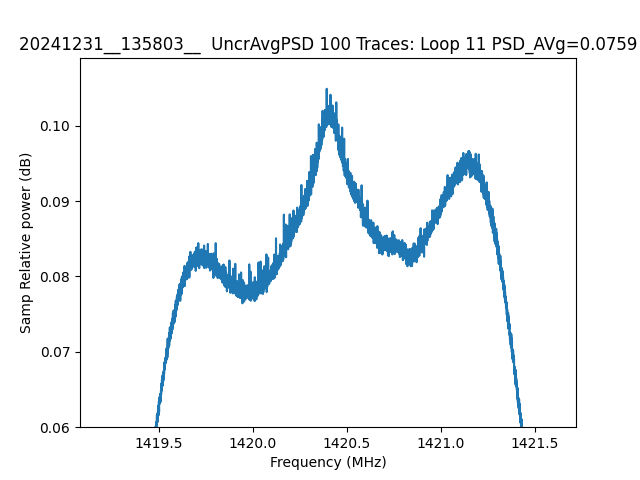 20241231__135803__ UncrAvgPSD 100 Traces: Loop 11 PSD_AVg=0.0759
0.10
0.09
0.08
0.07
0.06
Samp Relative power (dB)
1419.5 1420.0 1420.5 1421.0 1421.5
Frequency (MHz)